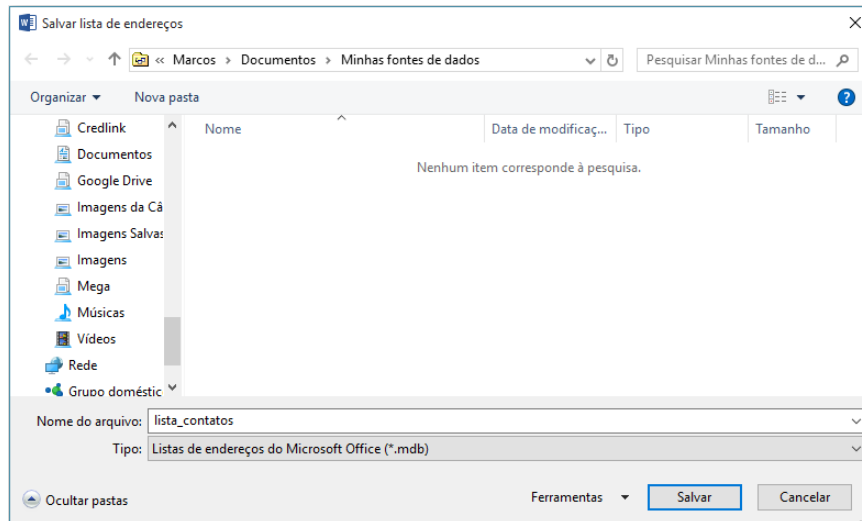 Salvar lista de endereços
« Marcos › Documentos › Minhas fontes de dados
Pesquisar Minhas fontes de d...
Organizar
Nova pasta
?
Nome
Data de modificaç...
Tipo
Tamanho
Nenhum item corresponde à pesquisa.
Credlink
Documentos
Google Drive
Imagens da Câ
Imagens Salvas
Imagens
Mega
Músicas
Vídeos
Rede
Grupo doméstic
Nome do arquivo: lista_contatos
Tipo: Listas de endereços do Microsoft Office (*.mdb)
Ocultar pastas
Ferramentas
Salvar
Cancelar